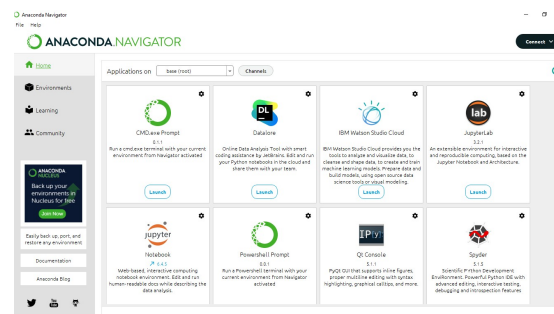 Anaconda Navigator
File Help
ANACONDA.NAVIGATOR
Connect
Home
Applications on base (root) Channels
Environments
Learning
Community
CMD.exe Prompt
0.1.1
Run a cmd.exe terminal with your current
environment from Navigator activated
Launch
DL
Datalore
Online Data Analysis Tool with smart
coding assistance by JetBrains. Edit and run
your Python notebooks in the cloud and
share them with your team.
Launch
IBM Watson Studio Cloud
IBM Watson Studio Cloud provides you the
tools to analyze and visualize data, to
cleanse and shape data, to create and train
machine learning models. Prepare data and
build models, using open source data
science tools or visual modeling.
Launch
lab
JupyterLab
3.2.1
An extensible environment for interactive
and reproducible computing, based on the
Jupyter Notebook and Architecture.
Launch
ANACONDA
NUCLEUS
Back up your
environments in
Nucleus for free
Join Now
Easily back up, port, and
restore any environment
Documentation
Anaconda Blog
You
jupyter
Notebook
6.4.5
Web-based, interactive computing
notebook environment. Edit and run
human-readable docs while describing the
data analysis.
Powershell Prompt
0.0.1
Run a Powershell terminal with your
current environment from Navigator
activated
IP[y]:
Qt Console
5.1.1
PyQt GUI that supports inline figures,
proper multiline editing with syntax
highlighting, graphical calltips, and more.
Spyder
5.1.5
Scientific PYthon Development
EnviRonment. Powerful Python IDE with
advanced editing, interactive testing,
debugging and introspection features